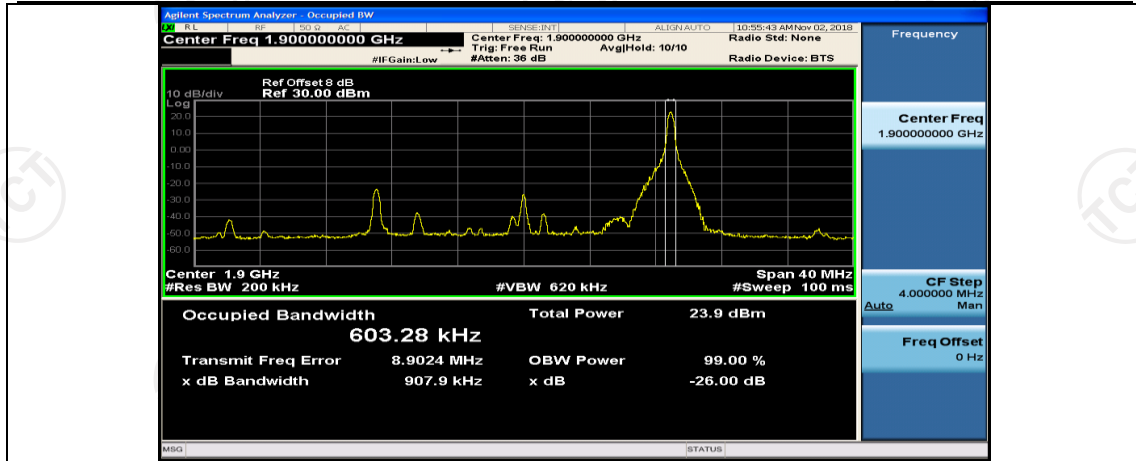 Agilent Spectrum Analyzer - Occupied BW
LXI RL RF 50 Ω AC SENSE:INT ALIGN AUTO 10:55:43 AM Nov 02, 2018
Center Freq 1.900000000 GHz
Center Freq: 1.900000000 GHz
Radio Std: None
Trig: Free Run Avg|Hold: 10/10
#IFGain:Low #Atten: 36 dB Radio Device: BTS
Frequency
Ref Offset 8 dB
10 dB/div Ref 30.00 dBm
Log
20.0
10.0
0.00
-10.0
-20.0
-30.0
-40.0
-50.0
-60.0
Center 1.9 GHz Span 40 MHz
#Res BW 200 kHz #VBW 620 kHz #Sweep 100 ms
Occupied Bandwidth Total Power 23.9 dBm
603.28 kHz
Transmit Freq Error 8.9024 MHz OBW Power 99.00 %
x dB Bandwidth 907.9 kHz x dB -26.00 dB
Center Freq
1.900000000 GHz
CF Step
4.000000 MHz
Auto Man
Freq Offset
0 Hz
MSG STATUS
TCT
TCT